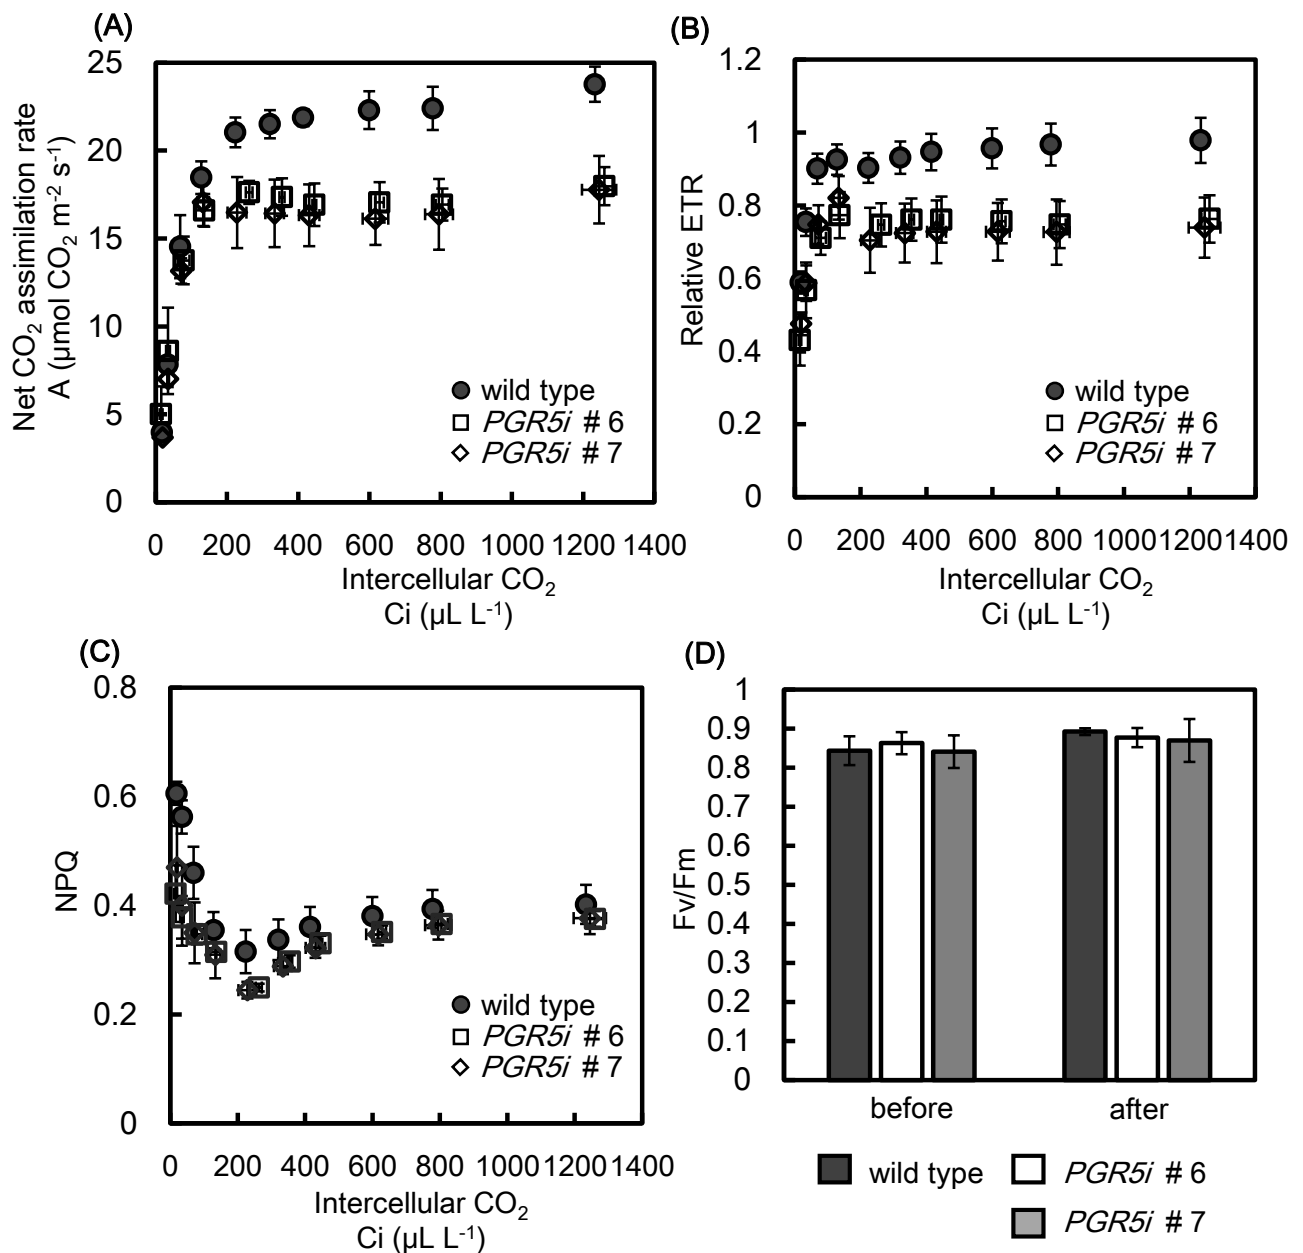 (A)
Net CO₂ assimilation rate
A (μmol CO₂ m⁻² s⁻¹)
25
20
15
10
5
0
0 200 400 600 800 1000 1200 1400
Intercellular CO₂
Ci (μL L⁻¹)
wild type
PGR5i # 6
PGR5i # 7
(B)
Relative ETR
1.2
1
0.8
0.6
0.4
0.2
0
0 200 400 600 800 1000 1200 1400
Intercellular CO₂
Ci (μL L⁻¹)
wild type
PGR5i # 6
PGR5i # 7
(C)
NPQ
0.8
0.6
0.4
0.2
0
0 200 400 600 800 1000 1200 1400
Intercellular CO₂
Ci (μL L⁻¹)
wild type
PGR5i # 6
PGR5i # 7
(D)
Fv/Fm
1
0.9
0.8
0.7
0.6
0.5
0.4
0.3
0.2
0.1
0
before after
wild type
PGR5i # 6
PGR5i # 7